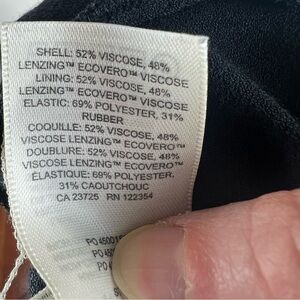 SHELL: 52% VISCOSE, 48%
LENZING™ ECOVERO™ VISCOSE
LINING: 52% VISCOSE, 48%
LENZING™ ECOVERO™ VISCOSE
ELASTIC: 69% POLYESTER, 31%
RUBBER
COQUILLE: 52% VISCOSE, 48%
VISCOSE LENZING™ ECOVERO™
DOUBLURE: 52% VISCOSE, 48%
VISCOSE LENZING™ ECOVERO™
ÉLASTIQUE: 69% POLYESTER,
31% CAOUTCHOUC
CA 23725 RN 122354